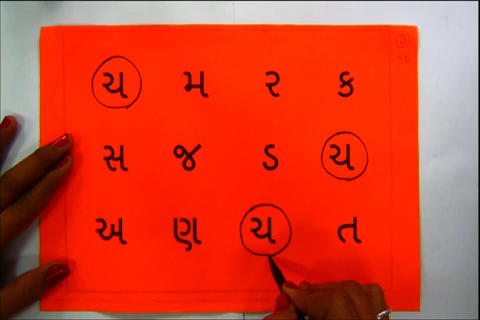 ચ મ ર ક
સ જ ડ ચ
અ ણ ચ ત